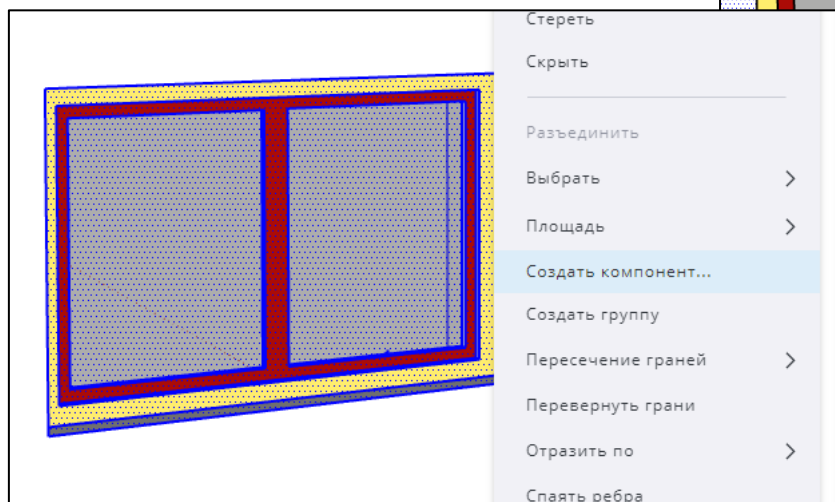 Стереть
Скрыть
Разъединить
Выбрать
Площадь
Создать компонент...
Создать группу
Пересечение граней
Перевернуть грани
Отразить по
Спаять ребра